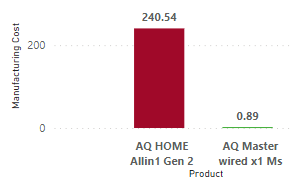 Manufacturing Cost
240.54
200
0.89
0
AQ HOME
Allin1 Gen 2
AQ Master
wired x1 Ms
Product